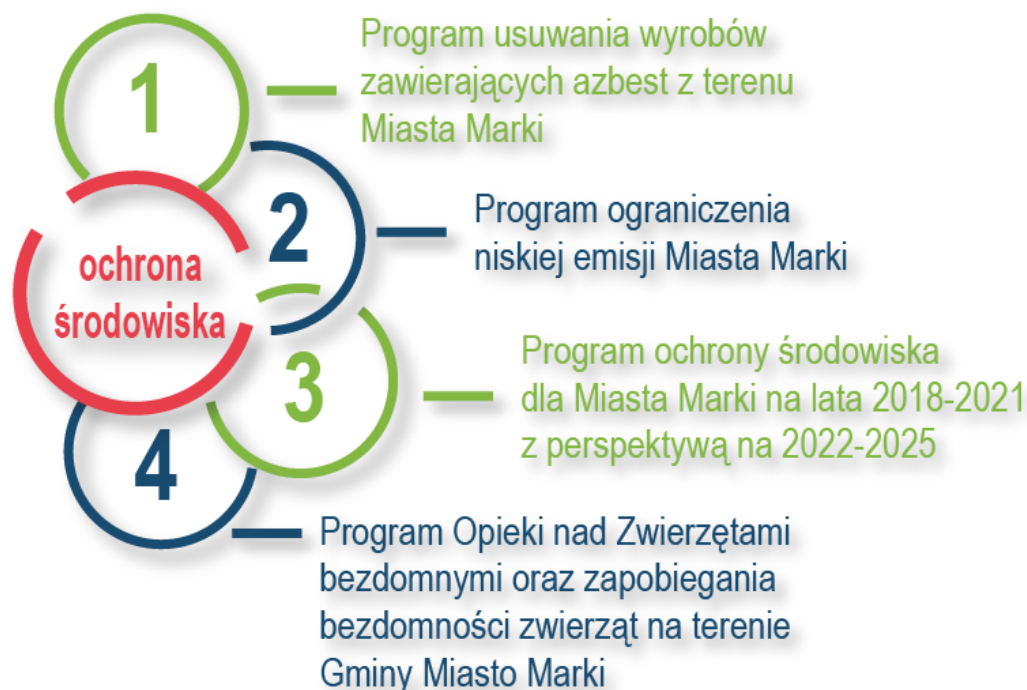 1
Program usuwania wyrobów
zawierających azbest z terenu
Miasta Marki
2
Program ograniczenia
niskiej emisji Miasta Marki
ochrona
środowiska
3
Program ochrony środowiska
dla Miasta Marki na lata 2018-2021
z perspektywą na 2022-2025
4
Program Opieki nad Zwierzętami
bezdomnymi oraz zapobiegania
bezdomności zwierząt na terenie
Gminy Miasto Marki